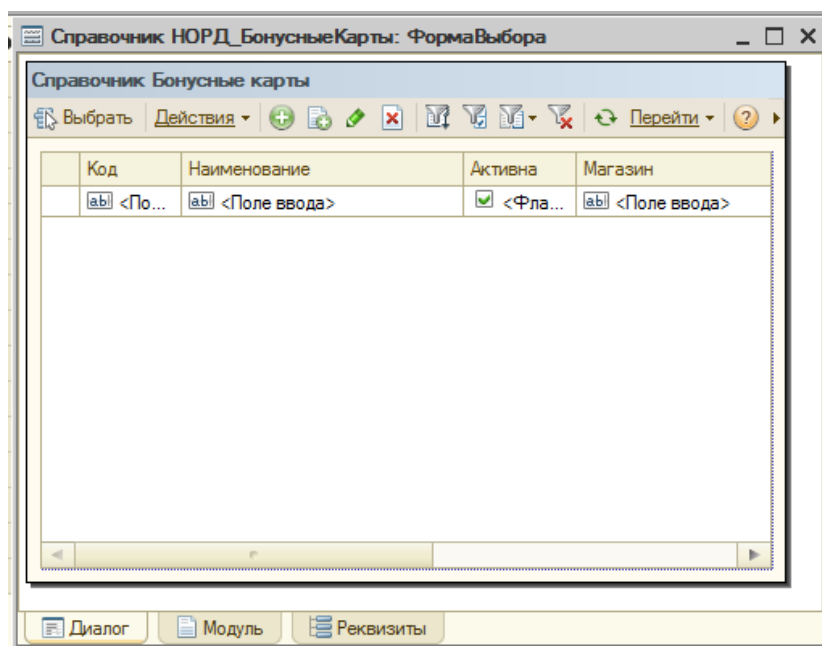 Справочник НОРД_БонусныеКарты: ФормаВыбора
Справочник Бонусные карты
Выбрать Действия Перейти
Код Наименование Активна Магазин
<По... <Поле ввода> <Фла... <Поле ввода>
Диалог Модуль Реквизиты